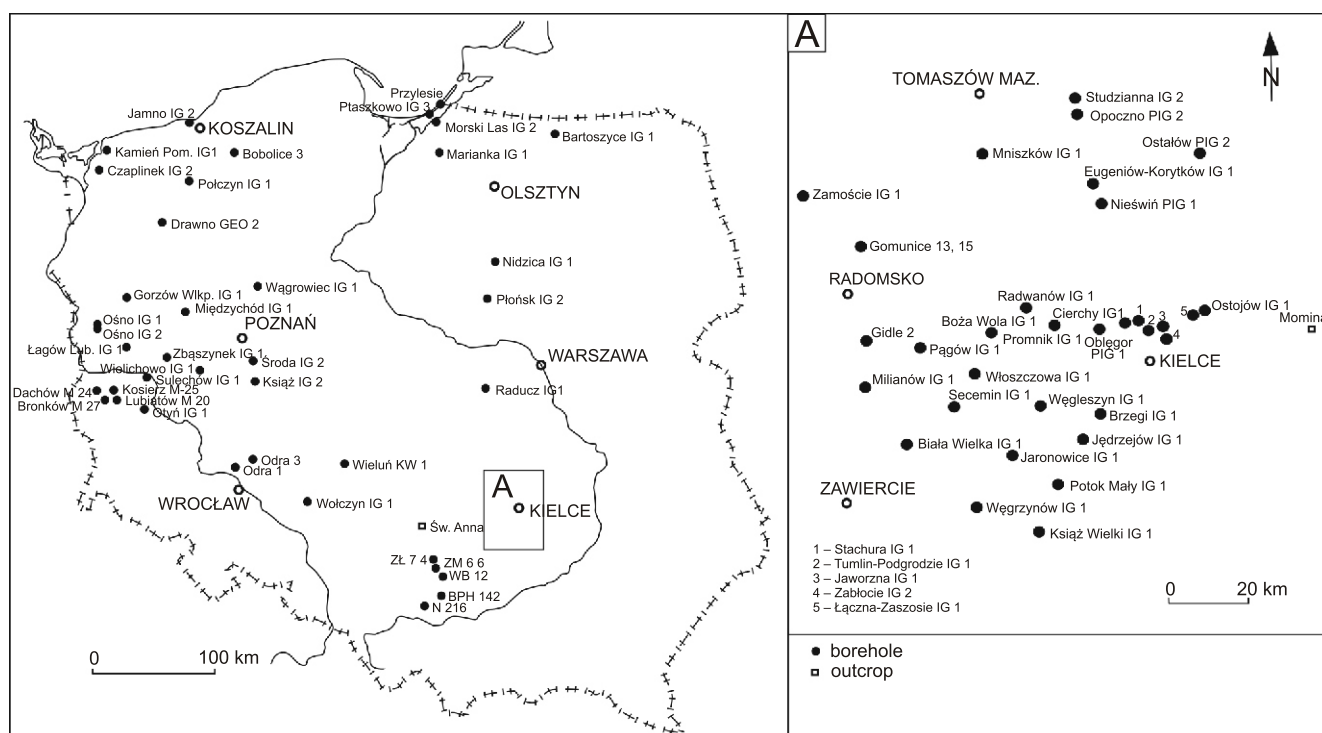 Przylesie
Ptaszkowo IG 3
Jamno IG 2
KOSZALIN
Morski Las IG 2
Bartoszyce IG 1
Kamień Pom. IG1
Bobolice 3
Marianka IG 1
Czaplinek IG 2
Połczyn IG 1
OLSZTYN
Drawno GEO 2
Nidzica IG 1
Wągrowiec IG 1
Gorzów Wlkp. IG 1
Płońsk IG 2
Międzychód IG 1
Ośno IG 1
POZNAŃ
Ośno IG 2
Łagów Lub. IG 1
Zbąszynek IG 1
Środa IG 2
WARSZAWA
Wiolichowo IG 1
Sulechów IG 1
Książ IG 2
Dachów M 24
Kosierz M-25
Raducz IG1
Bronków M 27
Lubiatów M 20
Otyń IG 1
Odra 3
Odra 1
Wieluń KW 1
WROCŁAW
Wołczyn IG 1
A
KIELCE
Św. Anna
ZŁ 7 4
ZM 6 6
WB 12
BPH 142
N 216
0 100 km
A
N
TOMASZÓW MAZ.
Studzianna IG 2
Opoczno PIG 2
Mniszków IG 1
Ostałów PIG 2
Eugeniów-Korytków IG 1
Zamoście IG 1
Nieświń PIG 1
Gomunice 13, 15
RADOMSKO
Radwanów IG 1
Cierchy IG1
1
2
3
4
5
Ostojów IG 1
Momina
Boża Wola IG 1
Promnik IG 1
Oblęgor
PIG 1
Gidle 2
Pągów IG 1
KIELCE
Milianów IG 1
Włoszczowa IG 1
Secemin IG 1
Węgleszyn IG 1
Brzegi IG 1
Biała Wielka IG 1
Jędrzejów IG 1
Jaronowice IG 1
ZAWIERCIE
Potok Mały IG 1
Węgrzynów IG 1
Książ Wielki IG 1
1 – Stachura IG 1
2 – Tumlin-Podgrodzie IG 1
3 – Jaworzna IG 1
4 – Zabłocie IG 2
5 – Łączna-Zaszosie IG 1
0 20 km
borehole
outcrop